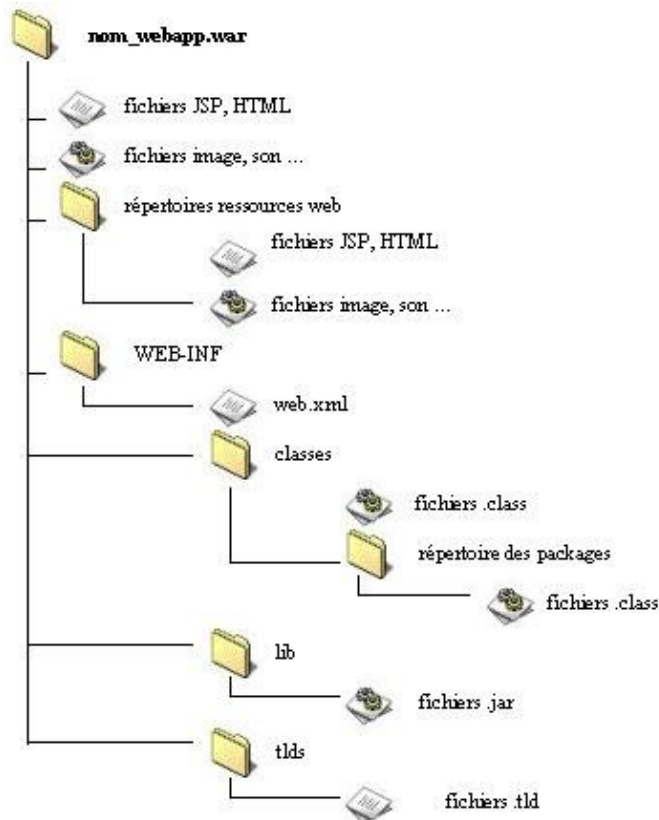 nom_webapp.war
fichiers JSP, HTML
fichiers image, son ...
répertoires ressources web
fichiers JSP, HTML
fichiers image, son ...
WEB-INF
web.xml
classes
fichiers .class
répertoire des packages
fichiers .class
lib
fichiers .jar
tlds
fichiers .tld